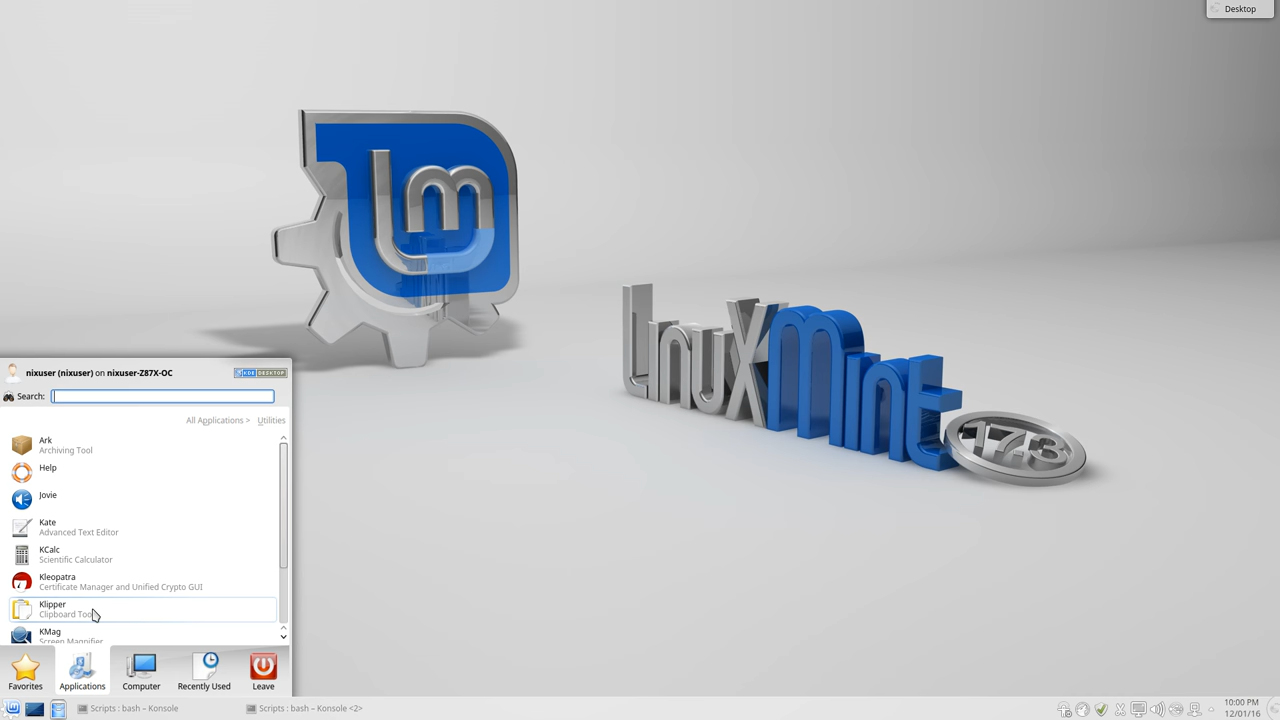 Desktop
lm
LinuxMint
17.3
nixuser (nixuser) on nixuser-Z87X-OC
KDE DESKTOP
Search:
All Applications > Utilities
Ark
Archiving Tool
Help
Jovie
Kate
Advanced Text Editor
KCalc
Scientific Calculator
Kleopatra
Certificate Manager and Unified Crypto GUI
Klipper
Clipboard Tool
KMag
Screen Magnifier
Favorites
Applications
Computer
Recently Used
Leave
Scripts : bash – Konsole
Scripts : bash – Konsole <2>
10:00 PM
12/01/16